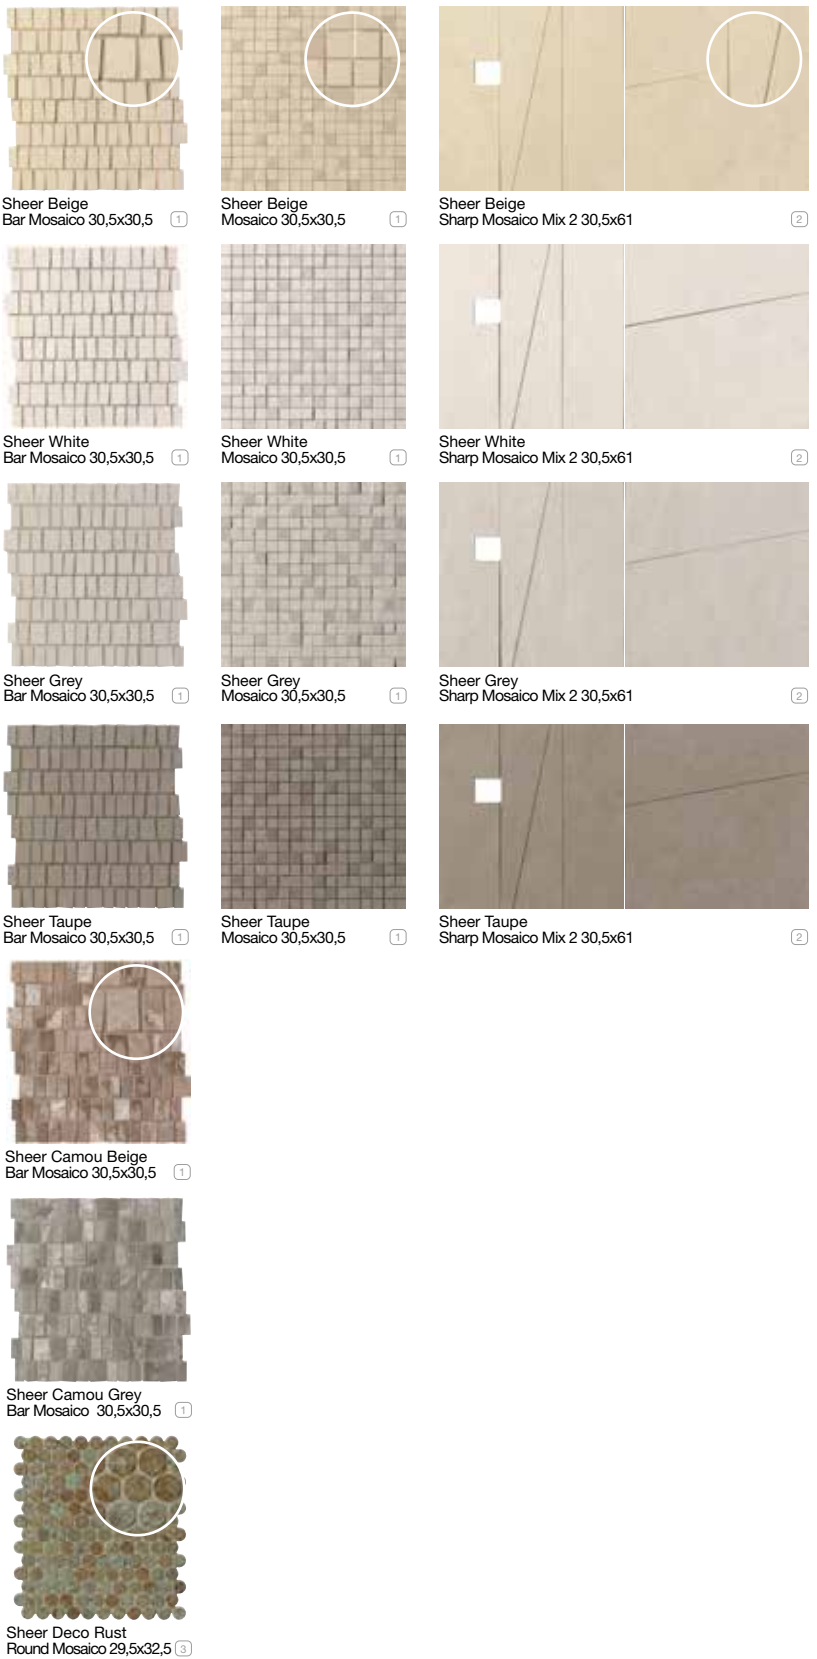 Sheer Beige
Bar Mosaico 30,5x30,5 1
Sheer Beige
Mosaico 30,5x30,5 1
Sheer Beige
Sharp Mosaico Mix 2 30,5x61 2
Sheer White
Bar Mosaico 30,5x30,5 1
Sheer White
Mosaico 30,5x30,5 1
Sheer White
Sharp Mosaico Mix 2 30,5x61 2
Sheer Grey
Bar Mosaico 30,5x30,5 1
Sheer Grey
Mosaico 30,5x30,5 1
Sheer Grey
Sharp Mosaico Mix 2 30,5x61 2
Sheer Taupe
Bar Mosaico 30,5x30,5 1
Sheer Taupe
Mosaico 30,5x30,5 1
Sheer Taupe
Sharp Mosaico Mix 2 30,5x61 2
Sheer Camou Beige
Bar Mosaico 30,5x30,5 1
Sheer Camou Grey
Bar Mosaico 30,5x30,5 1
Sheer Deco Rust
Round Mosaico 29,5x32,5 3